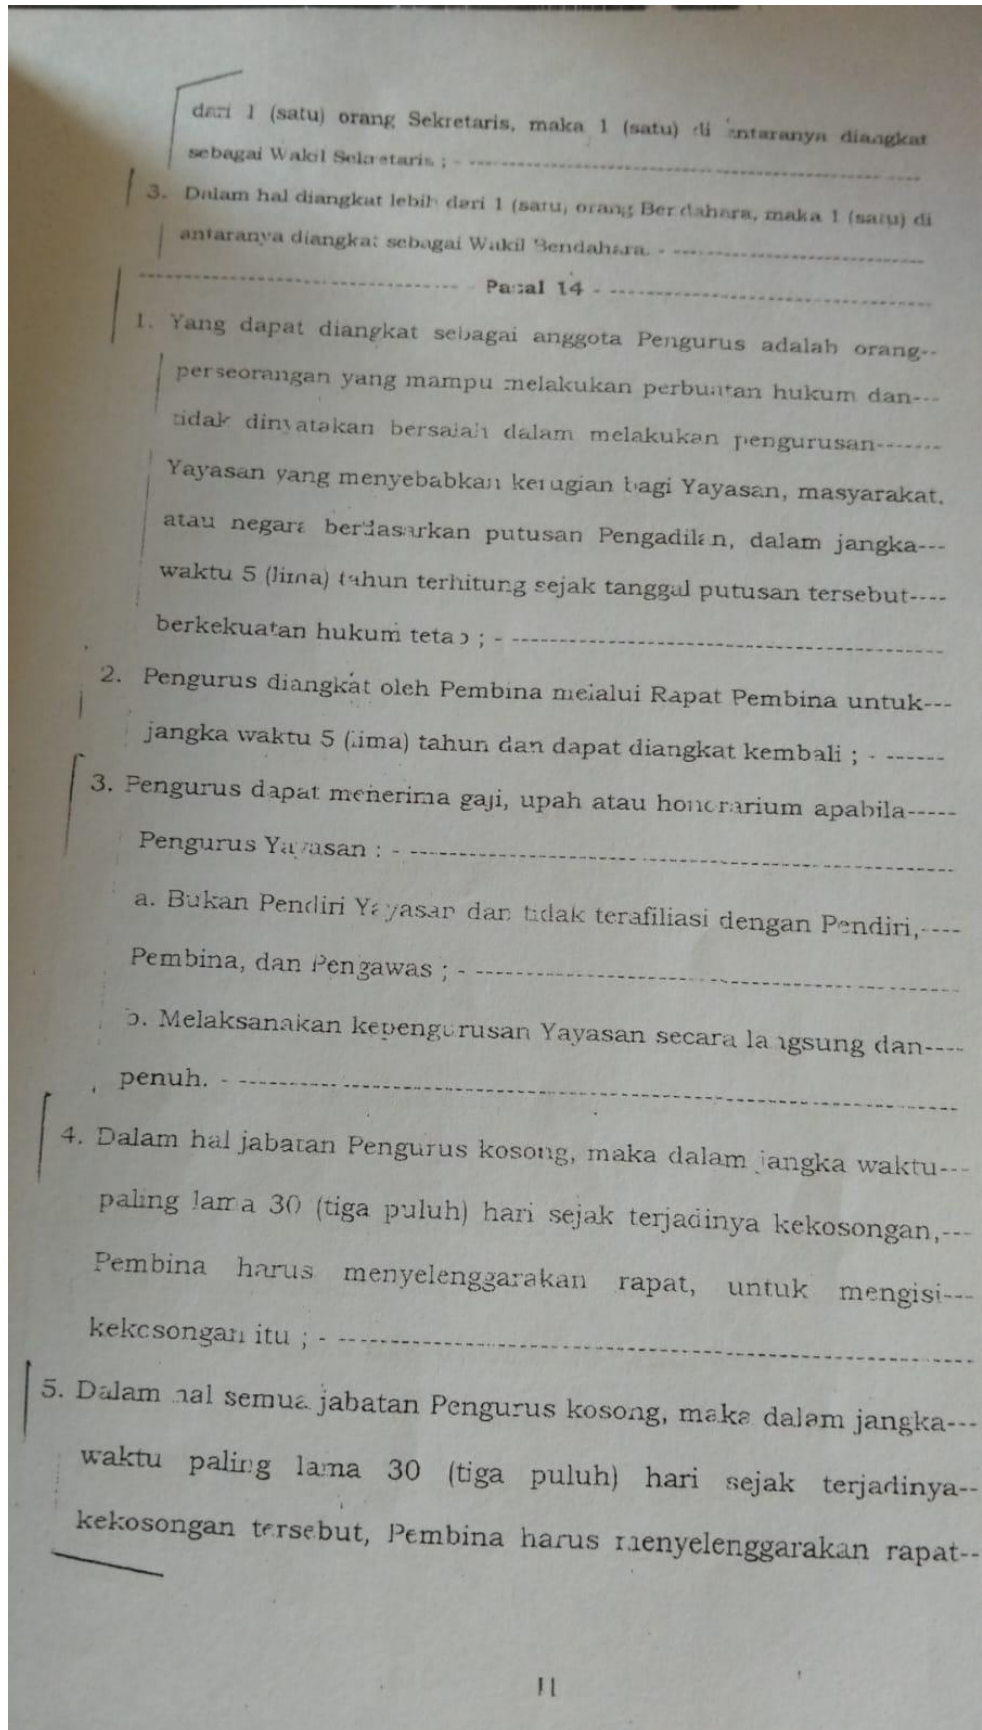 dari 1 (satu) orang Sekretaris, maka 1 (satu) di antaranya diangkat
sebagai Wakil Sekretaris ; - ------------------------------------------------
3. Dalam hal diangkat lebih dari 1 (satu) orang Bendahara, maka 1 (satu) di
antaranya diangkat sebagai Wakil Bendahara. - --------------------------
-------------------------------- - Pasal 14 - --------------------------------
1. Yang dapat diangkat sebagai anggota Pengurus adalah orang--
perseorangan yang mampu melakukan perbuatan hukum dan---
tidak dinyatakan bersalah dalam melakukan pengurusan-------
Yayasan yang menyebabkan kerugian bagi Yayasan, masyarakat,
atau negara berdasarkan putusan Pengadilan, dalam jangka---
waktu 5 (lima) tahun terhitung sejak tanggal putusan tersebut----
berkekuatan hukum tetap ; - --------------------------------------------
2. Pengurus diangkat oleh Pembina melalui Rapat Pembina untuk---
jangka waktu 5 (lima) tahun dan dapat diangkat kembali ; - ------
3. Pengurus dapat menerima gaji, upah atau honorarium apabila-----
Pengurus Yayasan : - ----------------------------------------------------
a. Bukan Pendiri Yayasan dan tidak terafiliasi dengan Pendiri,----
Pembina, dan Pengawas ; - ----------------------------------------------
b. Melaksanakan kepengurusan Yayasan secara langsung dan----
penuh. - --------------------------------------------------------------------
4. Dalam hal jabatan Pengurus kosong, maka dalam jangka waktu---
paling lama 30 (tiga puluh) hari sejak terjadinya kekosongan,---
Pembina harus menyelenggarakan rapat, untuk mengisi---
kekosongan itu ; - --------------------------------------------------------
5. Dalam hal semua jabatan Pengurus kosong, maka dalam jangka---
waktu paling lama 30 (tiga puluh) hari sejak terjadinya--
kekosongan tersebut, Pembina harus menyelenggarakan rapat--
11